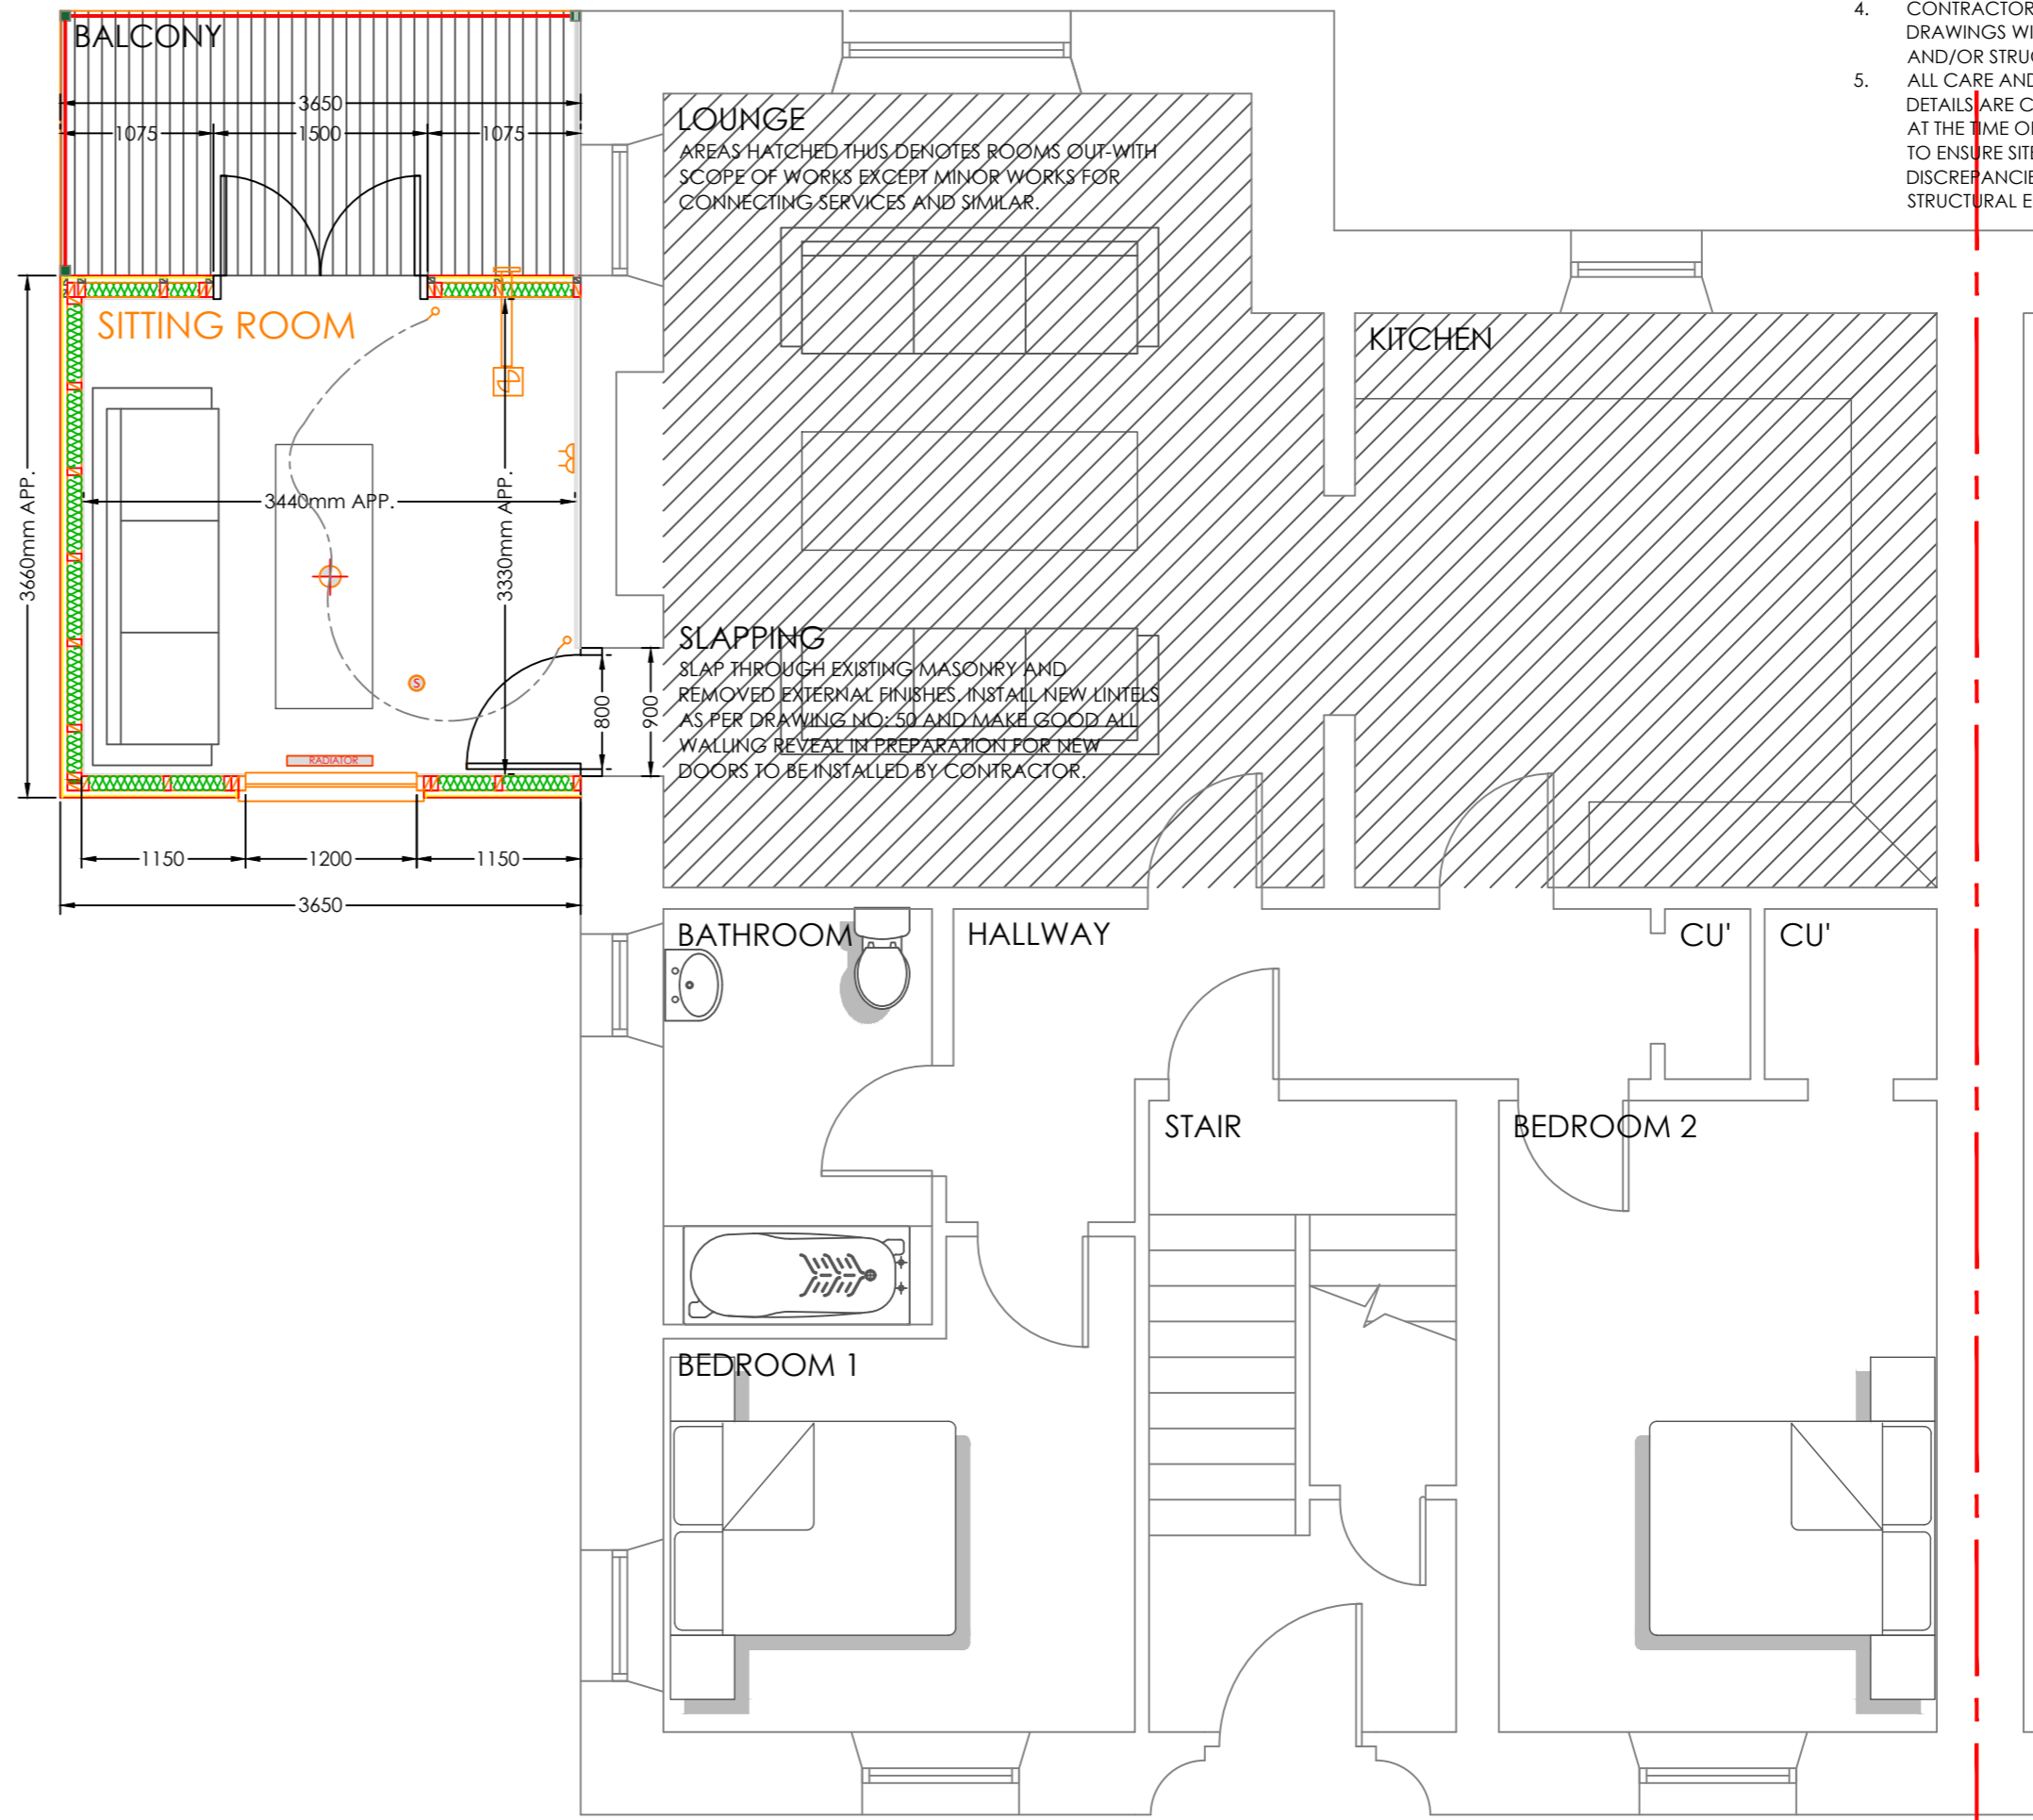 BALCONY
3650
1075
1500
1075
SITTING ROOM
3440mm APP.
3330mm APP.
3660mm APP.
S
RADIATOR
800
900
1150
1200
1150
3650
LOUNGE
AREAS HATCHED THUS DENOTES ROOMS OUT-WITH
SCOPE OF WORKS EXCEPT MINOR WORKS FOR
CONNECTING SERVICES AND SIMILAR.
KITCHEN
SLAPPING
SLAP THROUGH EXISTING MASONRY AND
REMOVED EXTERNAL FINISHES. INSTALL NEW LINTELS
AS PER DRAWING NO: 50 AND MAKE GOOD ALL
WALLING REVEAL IN PREPARATION FOR NEW
DOORS TO BE INSTALLED BY CONTRACTOR.
BATHROOM
HALLWAY
CU'
CU'
STAIR
BEDROOM 2
BEDROOM 1
4. CONTRACTOR
DRAWINGS WI
AND/OR STRU
5. ALL CARE AND
DETAILS ARE C
AT THE TIME O
TO ENSURE SITE
DISCREPANCIE
STRUCTURAL E